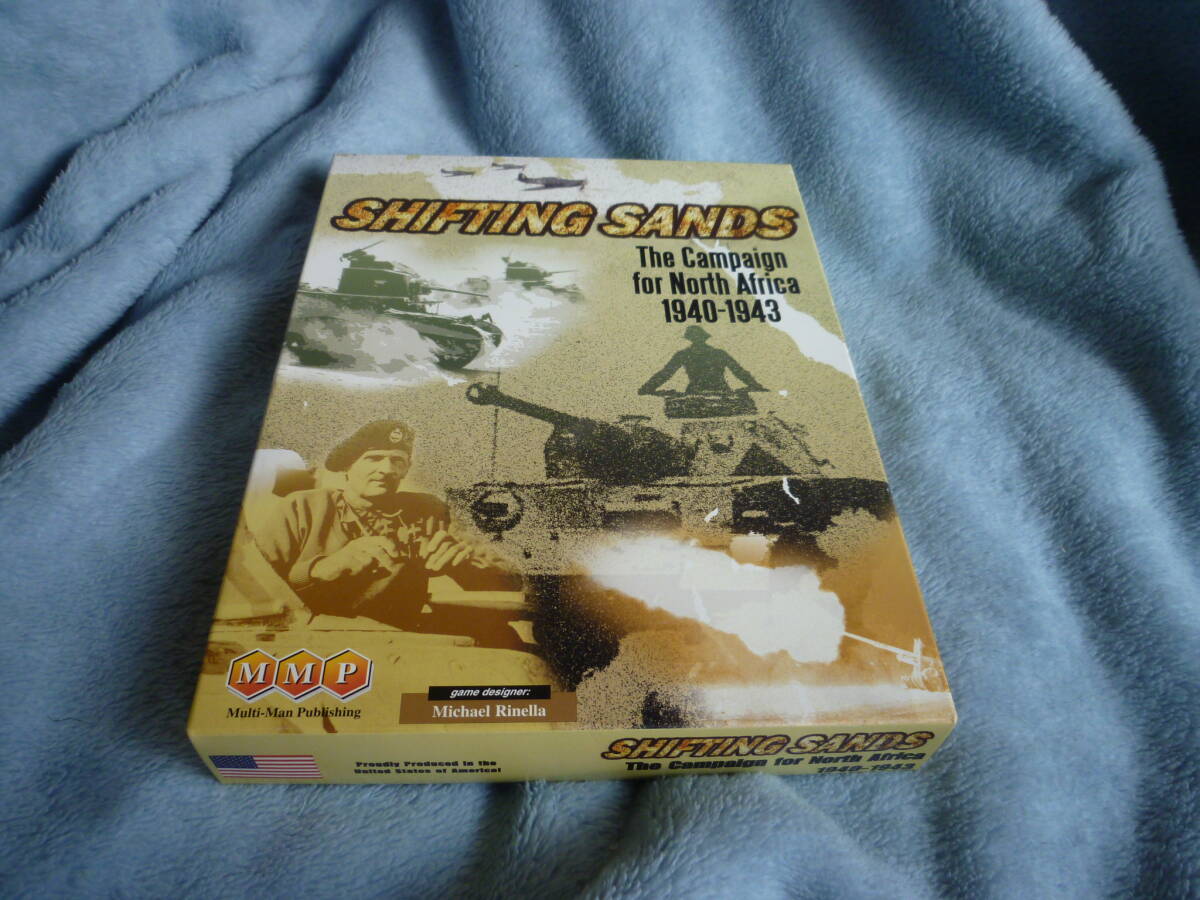 SHIFTING SANDS
The Campaign
for North Africa
1940-1943
MMP
Multi-Man Publishing
game designer:
Michael Rinella
Proudly Produced in the
United States of America!
SHIFTING SANDS
The Campaign for North Africa
1940-1943